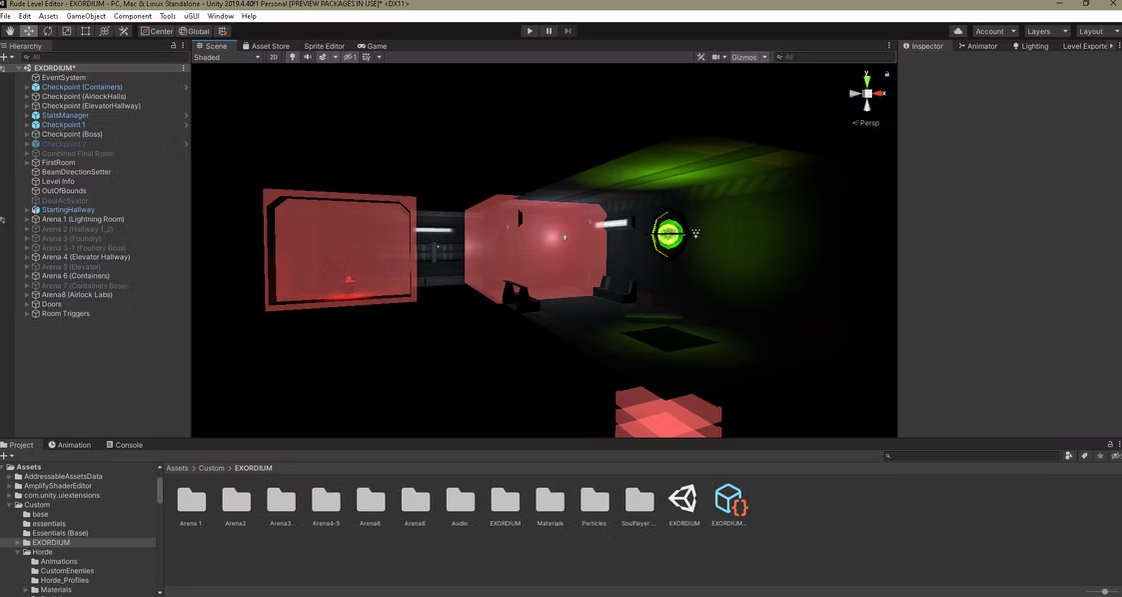 Rude Level Editor - EXORDIUM - PC, Mac & Linux Standalone - Unity 2019.4.40f1 Personal [PREVIEW PACKAGES IN USE]* <DX11>
File Edit Assets GameObject Component Tools uGUI Window Help
Center Global Account Layers Layout
Hierarchy Scene Asset Store Sprite Editor Game Inspector Animator Lighting Level Exporte
All Shaded 2D 1 Gizmos All
EXORDIUM*
EventSystem
Checkpoint (Containers)
Checkpoint (AirlockHalls)
Checkpoint (ElevatorHallway)
StatsManager
Checkpoint 1
Checkpoint (Boss)
Checkpoint 2
Combined Final Room
FirstRoom
BeamDirectionSetter
Level Info
OutOfBounds
DoorActivator
StartingHallway
Arena 1 (Lightning Room)
Arena 2 (Hallway 1_2)
Arena 3 (Foundry)
Arena 3-1 (Foundry Boss)
Arena 4 (Elevator Hallway)
Arena 5 (Elevator)
Arena 6 (Containers)
Arena 7 (Containers Boss)
Arena8 (Airlock Labs)
Doors
Room Triggers
y
x
< Persp
Project Animation Console
Assets
AddressableAssetsData
AmplifyShaderEditor
com.unity.uiextensions
Custom
base
essentials
Essentials (Base)
EXORDIUM
Horde
Animations
CustomEnemies
Horde_Profiles
Materials
Assets > Custom > EXORDIUM
Arena 1 Arena2 Arena3 Arena4-5 Arena6 Arena8 Audio EXORDIUM Materials Particles Soulflayer ... EXORDIUM EXORDIUM...